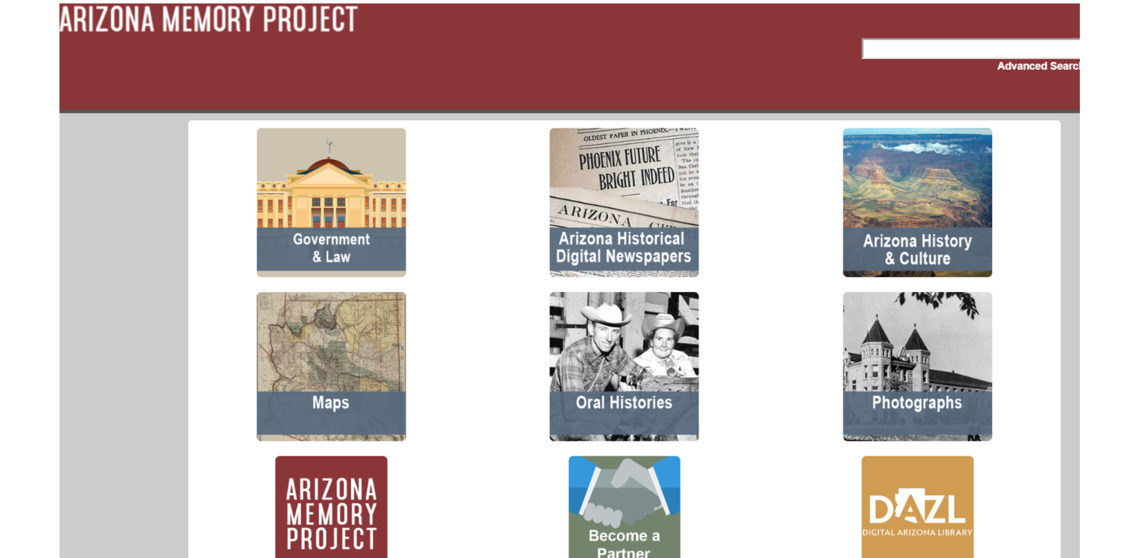 ARIZONA MEMORY PROJECT
Advanced Search
Government
& Law
OLDEST PAPER IN PHOENIX
PHOENIX FUTURE
BRIGHT INDEED
ARIZONA
Arizona Historical
Digital Newspapers
Arizona History
& Culture
Maps
Oral Histories
Photographs
ARIZONA
MEMORY
PROJECT
Become a
Partner
DAZL
DIGITAL ARIZONA LIBRARY